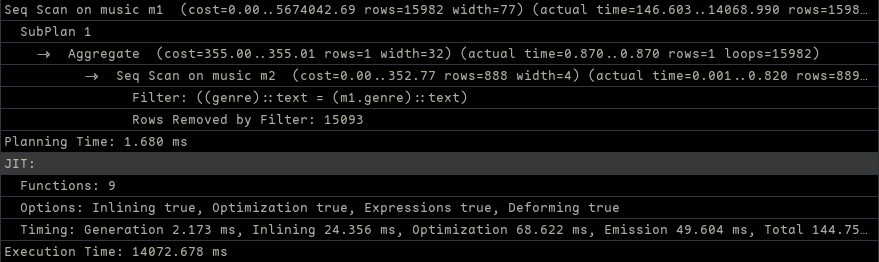 Seq Scan on music m1  (cost=0.00..5674042.69 rows=15982 width=77) (actual time=146.603..14068.990 rows=1598…
SubPlan 1
->  Aggregate  (cost=355.00..355.01 rows=1 width=32) (actual time=0.870..0.870 rows=1 loops=15982)
->  Seq Scan on music m2  (cost=0.00..352.77 rows=888 width=4) (actual time=0.001..0.820 rows=889…
Filter: ((genre)::text = (m1.genre)::text)
Rows Removed by Filter: 15093
Planning Time: 1.680 ms
JIT:
Functions: 9
Options: Inlining true, Optimization true, Expressions true, Deforming true
Timing: Generation 2.173 ms, Inlining 24.356 ms, Optimization 68.622 ms, Emission 49.604 ms, Total 144.75…
Execution Time: 14072.678 ms